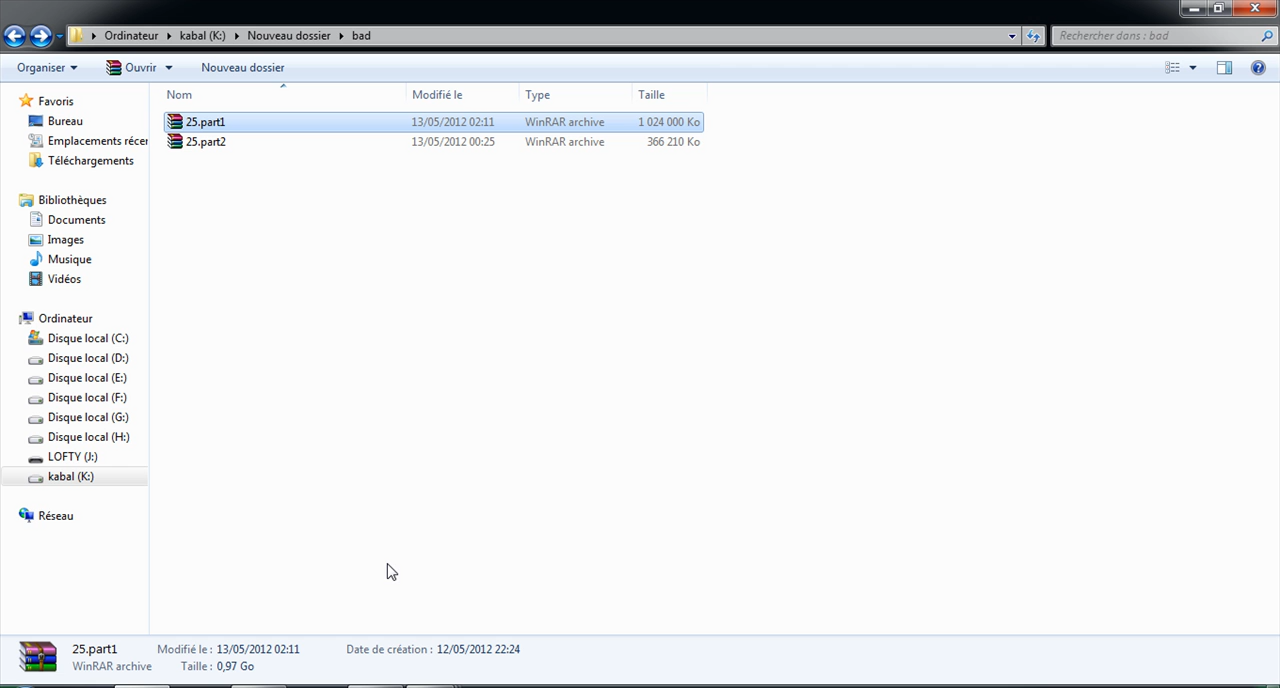 Ordinateur kabal (K:) Nouveau dossier bad Rechercher dans : bad
Organiser Ouvrir Nouveau dossier
Nom Modifié le Type Taille
25.part1 13/05/2012 02:11 WinRAR archive 1 024 000 Ko
25.part2 13/05/2012 00:25 WinRAR archive 366 210 Ko
Favoris
Bureau
Emplacements récer
Téléchargements
Bibliothèques
Documents
Images
Musique
Vidéos
Ordinateur
Disque local (C:)
Disque local (D:)
Disque local (E:)
Disque local (F:)
Disque local (G:)
Disque local (H:)
LOFTY (J:)
kabal (K:)
Réseau
25.part1 Modifié le : 13/05/2012 02:11 Date de création : 12/05/2012 22:24
WinRAR archive Taille : 0,97 Go